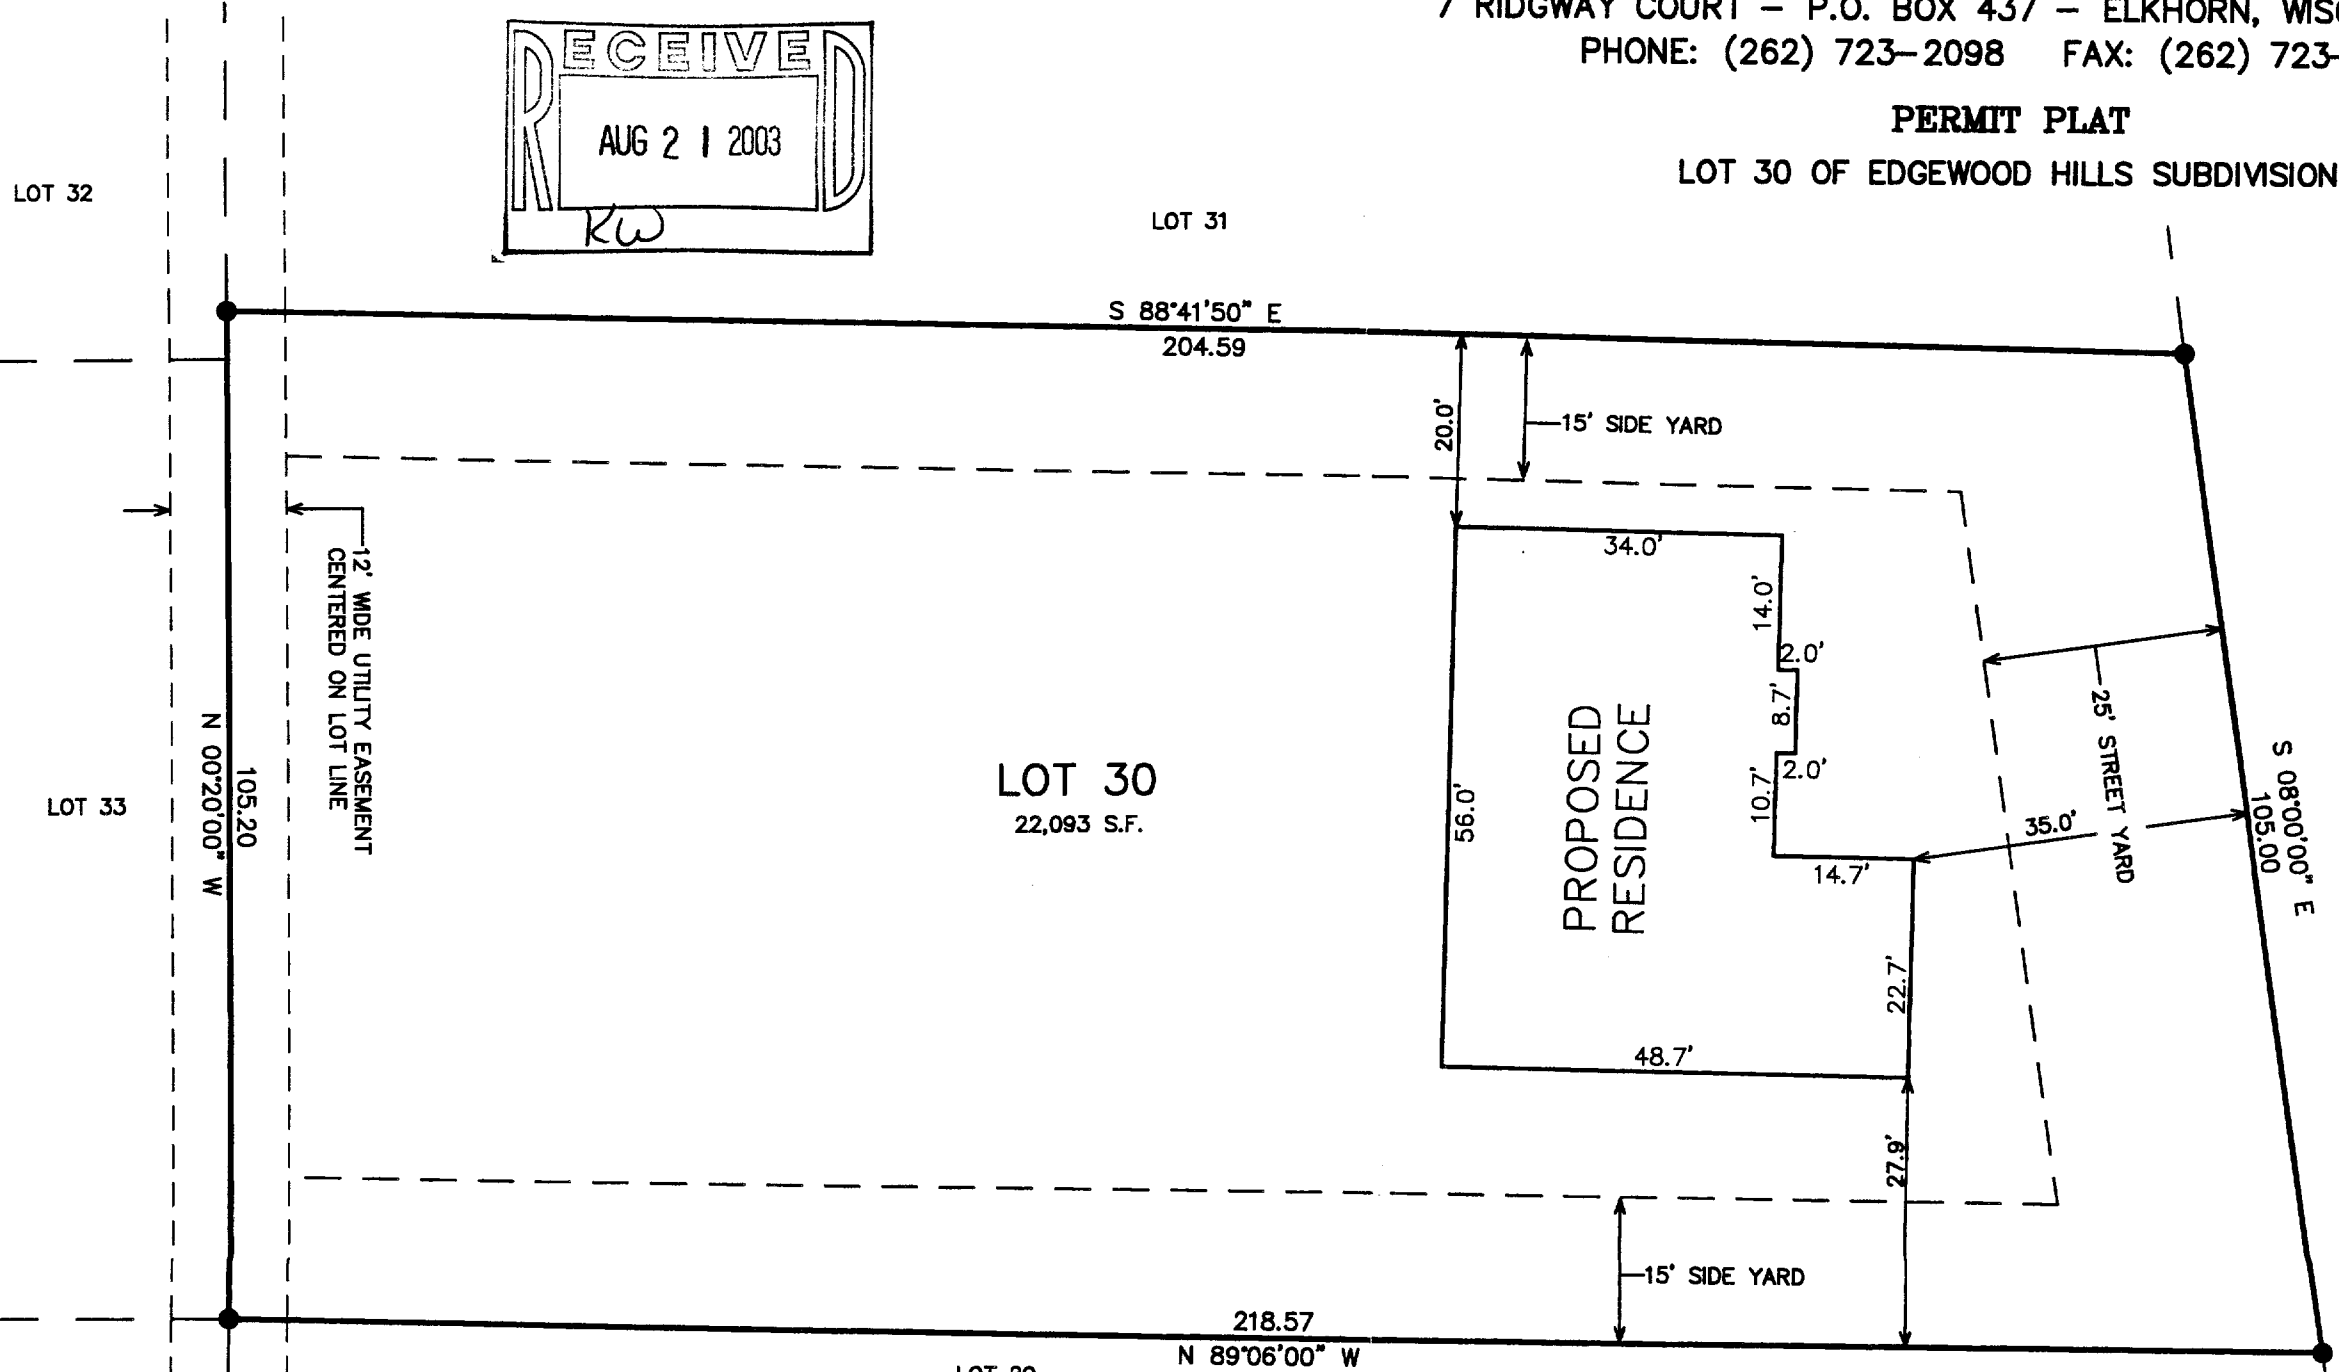 7 RIDGWAY COURT – P.O. BOX 437 – ELKHORN,
PHONE: (262) 723–2098 FAX: (262) 723–
PERMIT PLAT
LOT 30 OF EDGEWOOD HILLS SUBDIVISION
RECEIVED
AUG 2 1 2003
KW
LOT 32
LOT 31
S 88°41'50" E
204.59
20.0'
15' SIDE YARD
34.0'
14.0'
2.0'
8.7'
2.0'
10.7'
14.7'
22.7'
48.7'
56.0'
PROPOSED
RESIDENCE
35.0'
25' STREET YARD
S 08°00'00" E
105.00
12' WIDE UTILITY EASEMENT
CENTERED ON LOT LINE
LOT 30
22,093 S.F.
LOT 33
105.20
N 00°20'00" W
27.9'
15' SIDE YARD
218.57
N 89°06'00" W
LOT